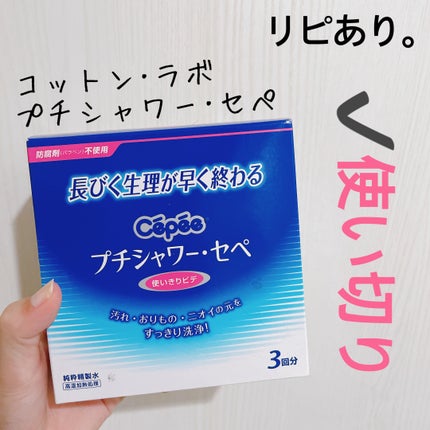 リピあり。
コットン・ラボ
プチシャワー・セペ
✓使い切り
防腐剤(パラベン)不使用
長びく生理が早く終わる
Cépée
プチシャワー・セペ
使いきりビデ
汚れ・おりもの・ニオイの元を
すっきり洗浄!
純粋精製水
高温加熱処理
3回分